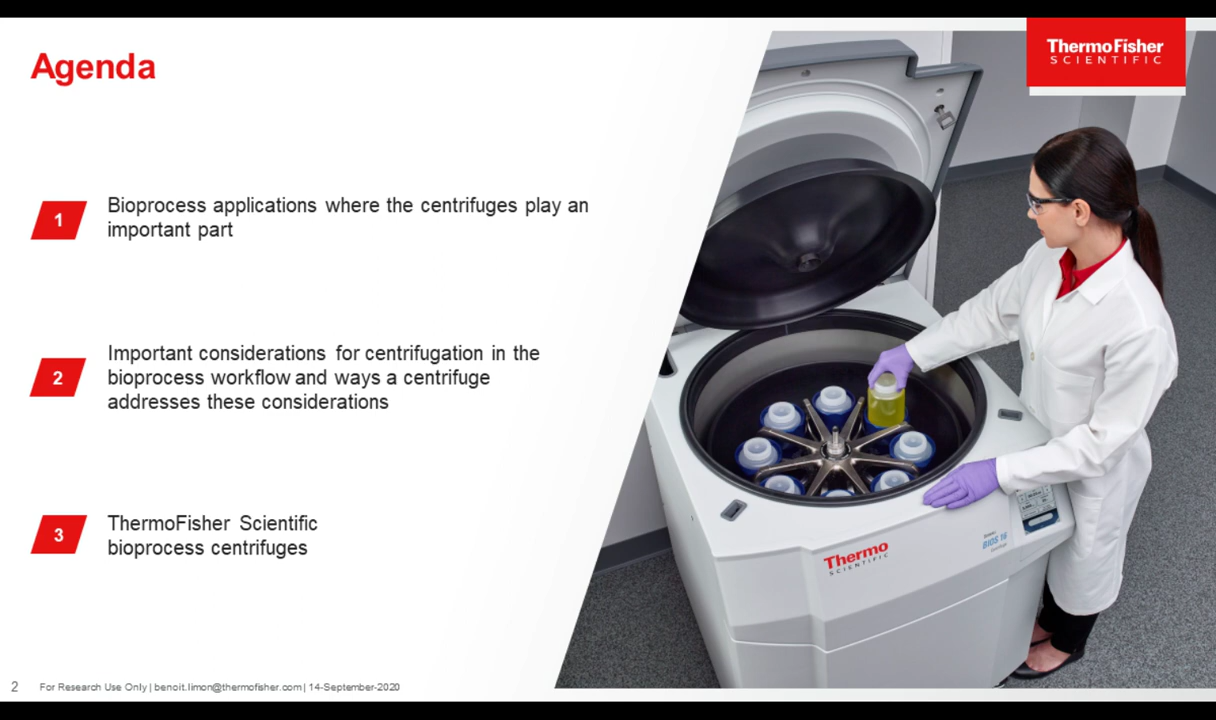 Agenda
ThermoFisher
SCIENTIFIC
1
Bioprocess applications where the centrifuges play an
important part
2
Important considerations for centrifugation in the
bioprocess workflow and ways a centrifuge
addresses these considerations
3
ThermoFisher Scientific
bioprocess centrifuges
Thermo
SCIENTIFIC
BIOS 16
2
For Research Use Only | benoit.limon@thermofisher.com | 14-September-2020